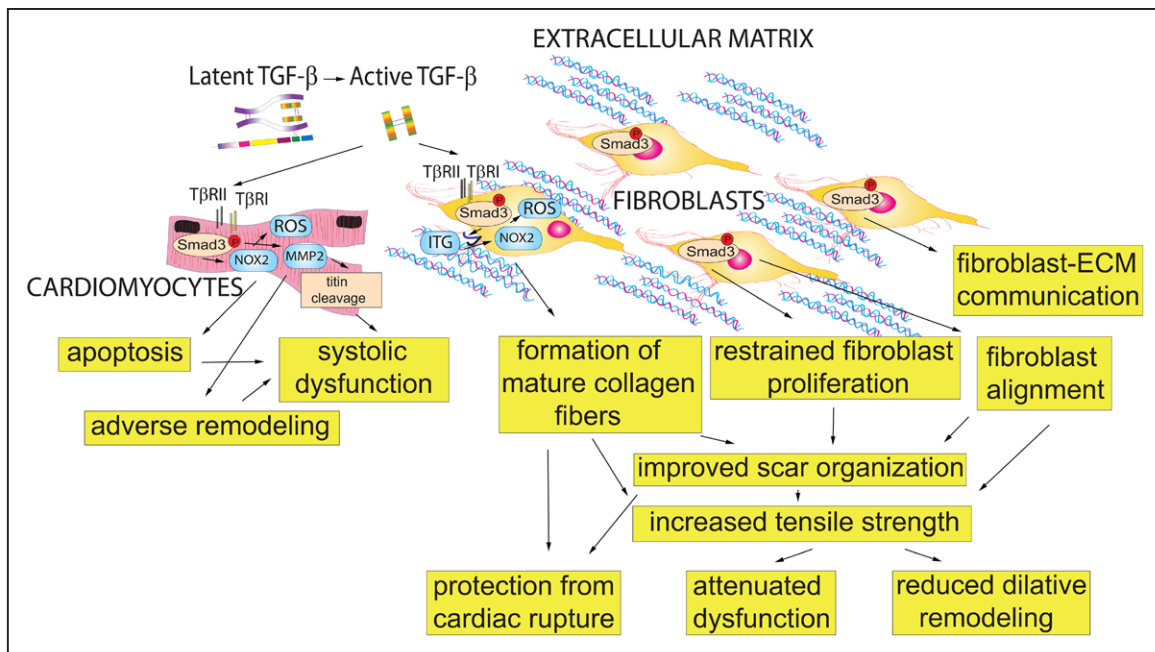 EXTRACELLULAR MATRIX
Latent TGF-β → Active TGF-β
P
Smad3
TβRII
TβRI
TβRII TβRI
P
Smad3
P
Smad3
ROS
FIBROBLASTS
ROS
Smad3
P
ITG
NOX2
P
Smad3
NOX2
MMP2
CARDIOMYOCYTES
titin
cleavage
fibroblast-ECM
communication
apoptosis
systolic
dysfunction
formation of
mature collagen
fibers
restrained fibroblast
proliferation
fibroblast
alignment
adverse remodeling
improved scar organization
increased tensile strength
protection from
cardiac rupture
attenuated
dysfunction
reduced dilative
remodeling